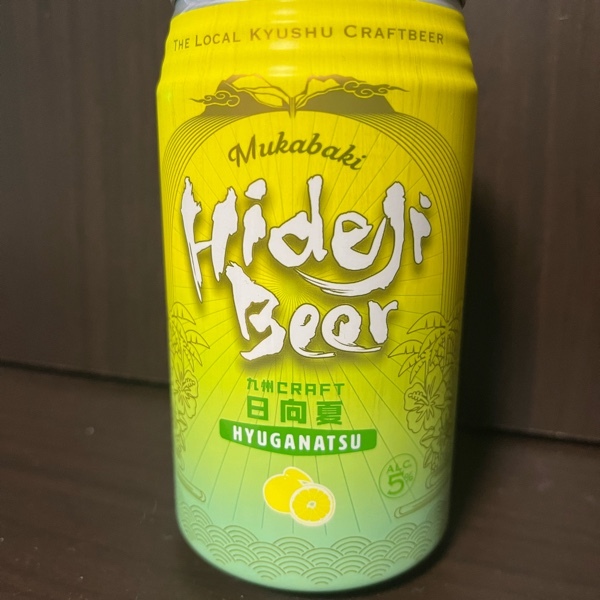 THE LOCAL KYUSHU CRAFTBEER
Mukabaki
Hideji
Beer
九州CRAFT
日向夏
HYUGANATSU
ALC.
5%